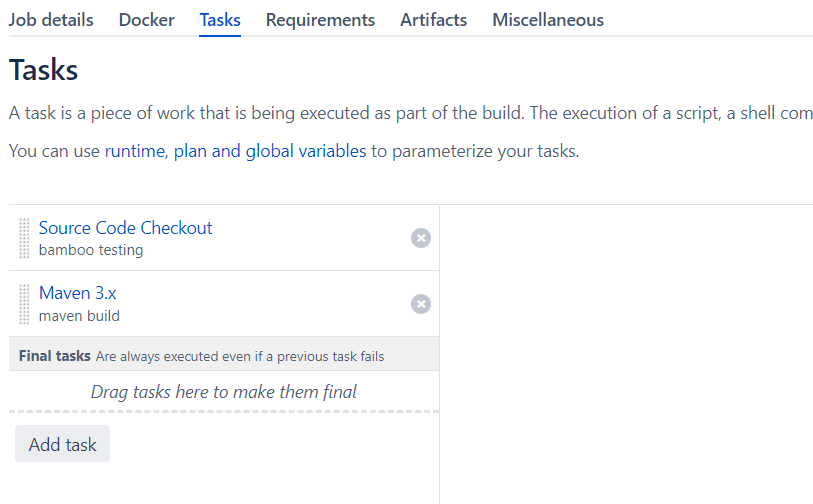 Job details Docker Tasks Requirements Artifacts Miscellaneous
Tasks
A task is a piece of work that is being executed as part of the build. The execution of a script, a shell com
You can use runtime, plan and global variables to parameterize your tasks.
Source Code Checkout
bamboo testing
Maven 3.x
maven build
Final tasks Are always executed even if a previous task fails
Drag tasks here to make them final
Add task